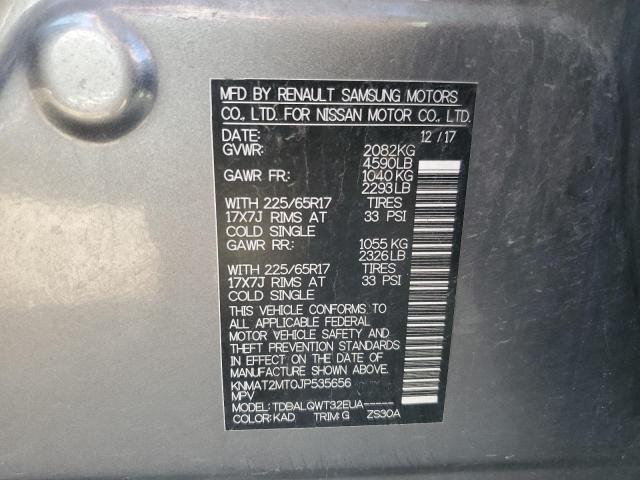 MFD BY RENAULT SAMSUNG MOTORS
CO., LTD. FOR NISSAN MOTOR CO., LTD.
DATE: 12/17
GVWR: 2082KG
4590LB
GAWR FR: 1040KG
2293LB
WITH 225/65R17 TIRES
17X7J RIMS AT 33 PSI
COLD SINGLE
GAWR RR: 1055KG
2326LB
WITH 225/65R17 TIRES
17X7J RIMS AT 33 PSI
COLD SINGLE
THIS VEHICLE CONFORMS TO
ALL APPLICABLE FEDERAL
MOTOR VEHICLE SAFETY AND
THEFT PREVENTION STANDARDS
IN EFFECT ON THE DATE OF
MANUFACTURE SHOWN ABOVE.
KNMAT2MT0JP535656
MPV
MODEL:TDBALQWT32EUA-----
COLOR:KAD TRIM:G ZS30A